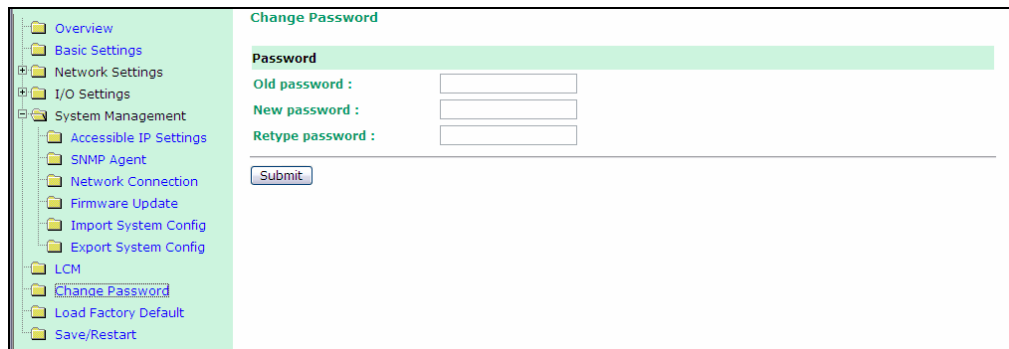 Overview
Basic Settings
Network Settings
I/O Settings
System Management
Accessible IP Settings
SNMP Agent
Network Connection
Firmware Update
Import System Config
Export System Config
LCM
Change Password
Load Factory Default
Save/Restart
Change Password
Password
Old password :
New password :
Retype password :
Submit